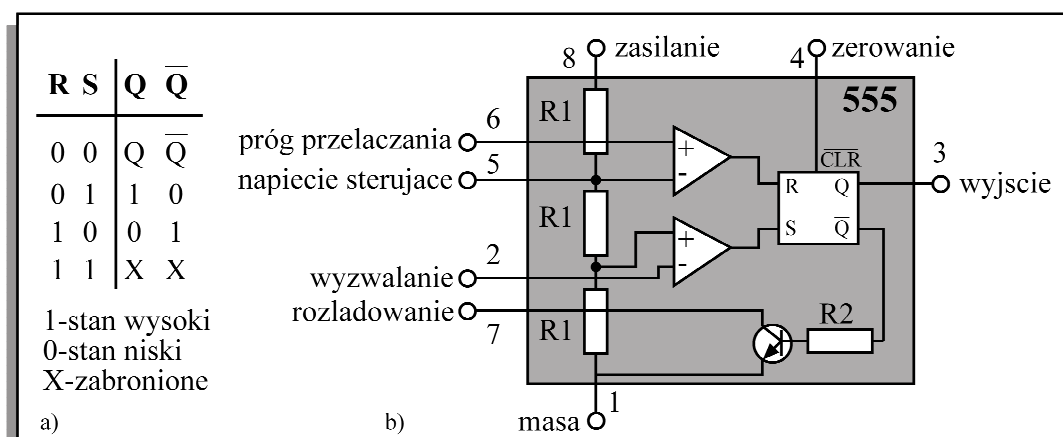 R S Q Q̅
0 0 Q Q̅
0 1 1 0
1 0 0 1
1 1 X X
1-stan wysoki
0-stan niski
X-zabronione
a)
8 zasilanie
4 zerowanie
555
R1
6
próg przelaczania
5
napiecie sterujace
+
-
C̅L̅R̅
R Q
S Q̅
3
wyjscie
R1
2
wyzwalanie
+
-
rozladowanie
7
R1
R2
1
masa
b)